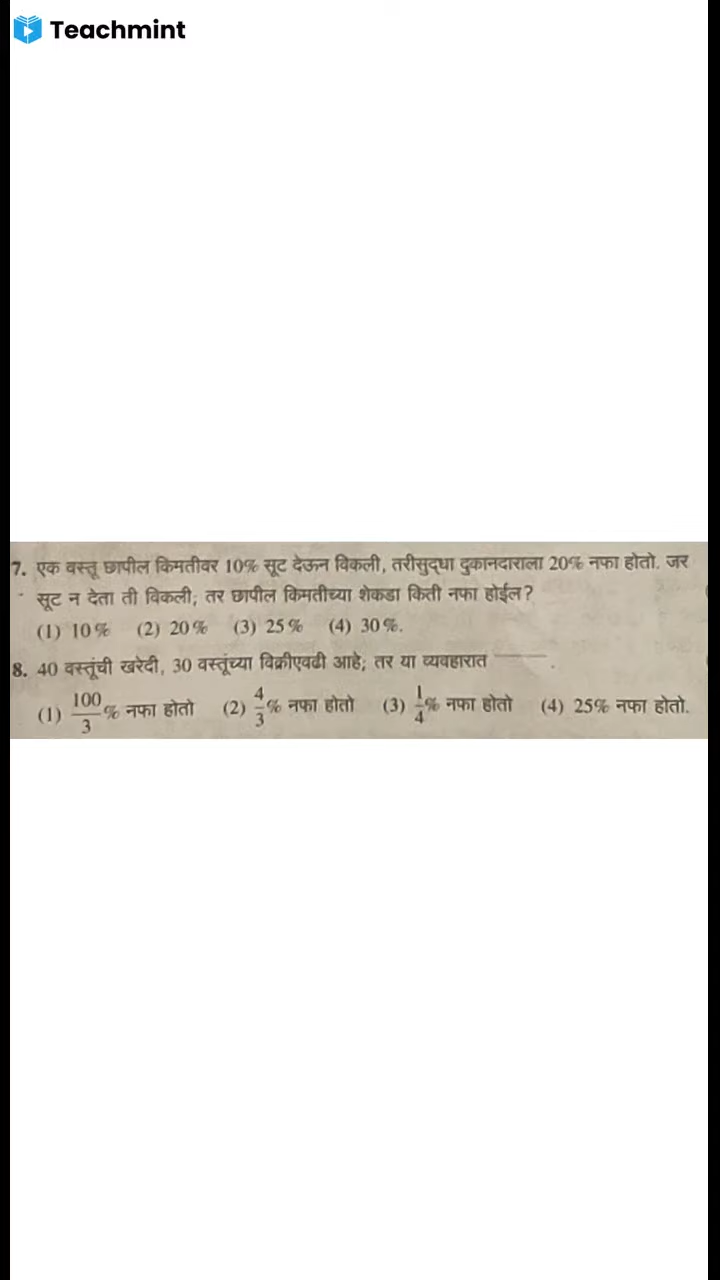 Teachmint
7. एक वस्तू छापील किमतीवर 10% सूट देऊन विकली, तरीसुद्धा दुकानदाराला 20% नफा होतो. जर
सूट न देता ती विकली; तर छापील किमतीच्या शेकडा किती नफा होईल?
(1) 10% (2) 20% (3) 25% (4) 30%.
8. 40 वस्तूंची खरेदी, 30 वस्तूंच्या विक्रीएवढी आहे; तर या व्यवहारात ______.
(1) 100/3 % नफा होतो (2) 4/3 % नफा होतो (3) 1/4 % नफा होतो (4) 25% नफा होतो.